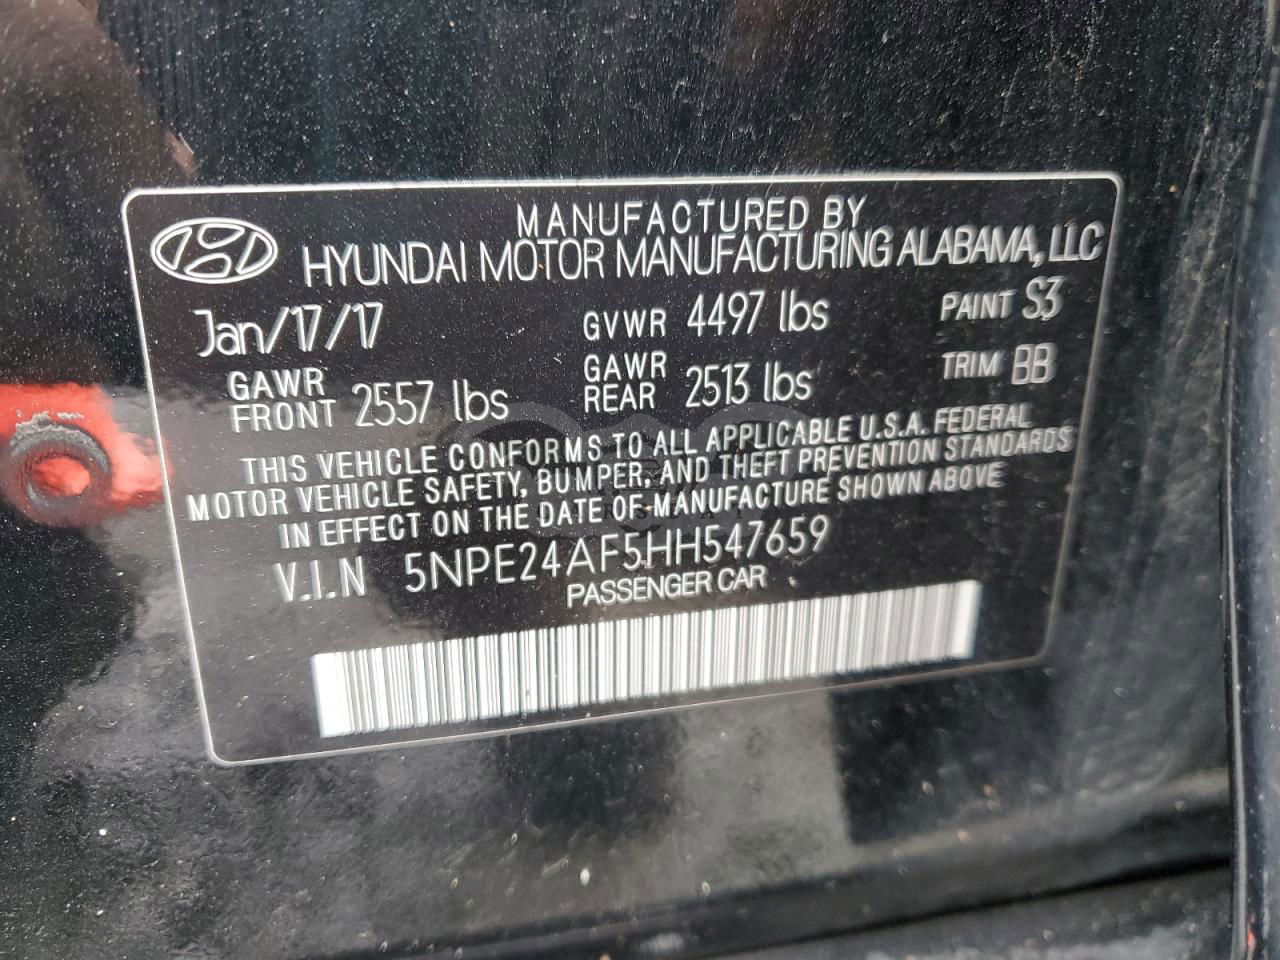 MANUFACTURED BY
HYUNDAI MOTOR MANUFACTURING ALABAMA, LLC
Jan/17/17 GVWR 4497 lbs PAINT S3
GAWR FRONT 2557 lbs GAWR REAR 2513 lbs TRIM BB
THIS VEHICLE CONFORMS TO ALL APPLICABLE U.S.A. FEDERAL
MOTOR VEHICLE SAFETY, BUMPER, AND THEFT PREVENTION STANDARDS
IN EFFECT ON THE DATE OF MANUFACTURE SHOWN ABOVE
V.I.N 5NPE24AF5HH547659
PASSENGER CAR